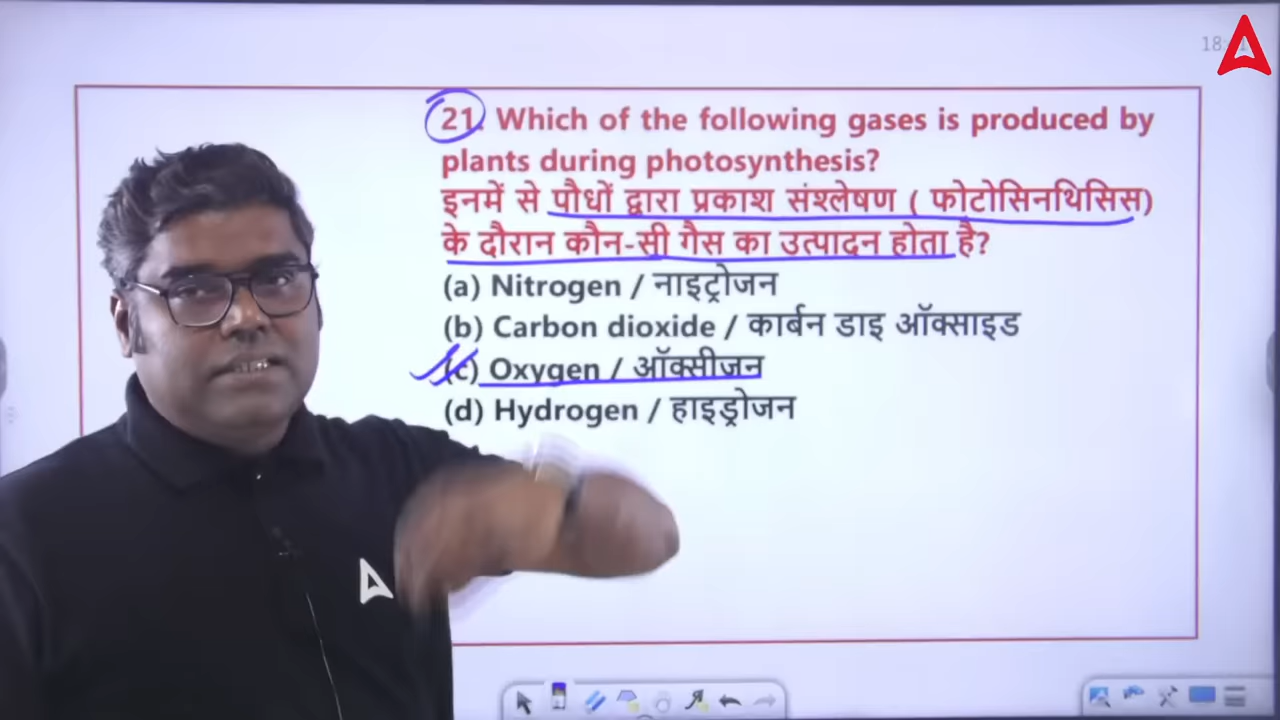 21. Which of the following gases is produced by
plants during photosynthesis?
इनमें से पौधों द्वारा प्रकाश संश्लेषण ( फोटोसिनथिसिस)
के दौरान कौन-सी गैस का उत्पादन होता है?
(a) Nitrogen / नाइट्रोजन
(b) Carbon dioxide / कार्बन डाइ ऑक्साइड
(c) Oxygen / ऑक्सीजन
(d) Hydrogen / हाइड्रोजन